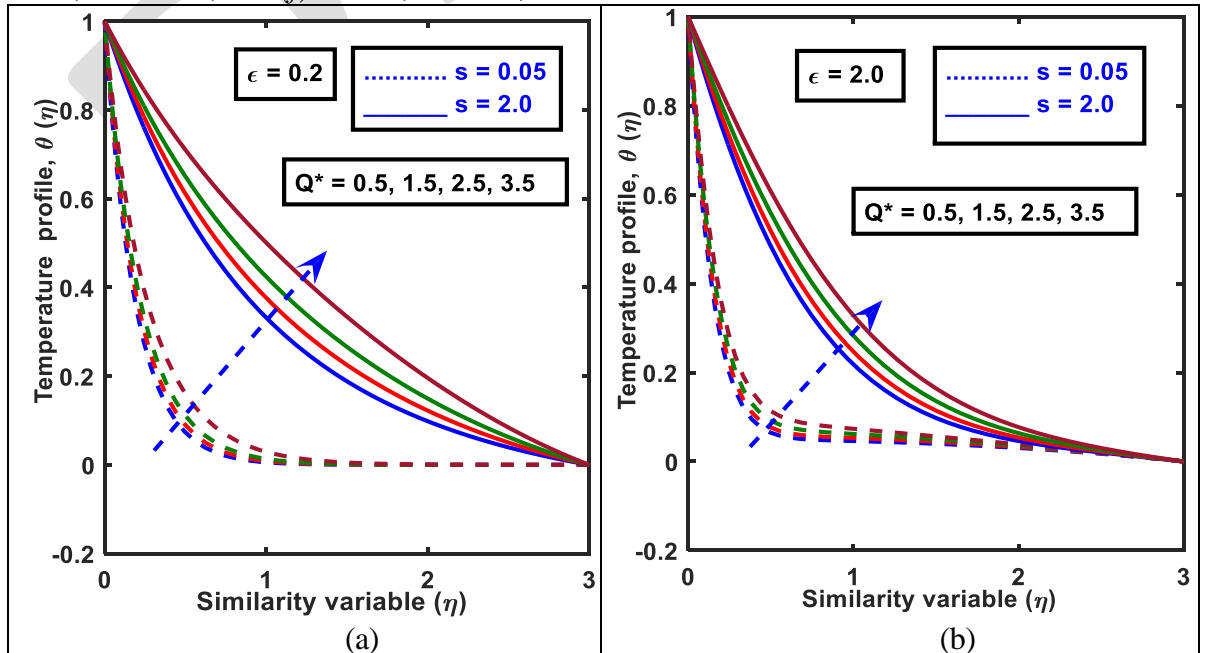 ϵ = 0.2
............ s = 0.05
_______ s = 2.0
Q* = 0.5, 1.5, 2.5, 3.5
Temperature profile, θ (η)
1
0.8
0.6
0.4
0.2
0
-0.2
0 1 2 3
Similarity variable (η)
(a)
ϵ = 2.0
............ s = 0.05
_______ s = 2.0
Q* = 0.5, 1.5, 2.5, 3.5
Temperature profile, θ (η)
1
0.8
0.6
0.4
0.2
0
-0.2
0 1 2 3
Similarity variable (η)
(b)